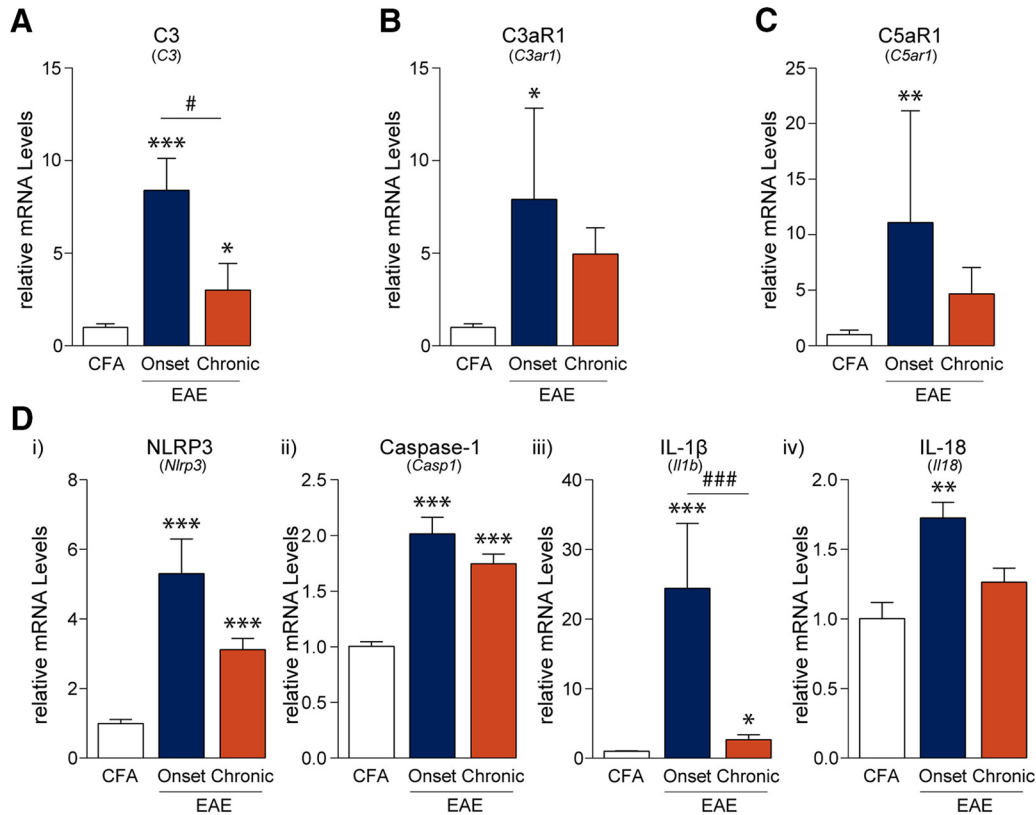 A
C3
(C3)
relative mRNA Levels
15
10
5
0
***
#
*
CFA
Onset
Chronic
EAE
B
C3aR1
(C3ar1)
relative mRNA Levels
15
10
5
0
*
CFA
Onset
Chronic
EAE
C
C5aR1
(C5ar1)
relative mRNA Levels
25
20
15
10
5
0
**
CFA
Onset
Chronic
EAE
D
i)
NLRP3
(Nlrp3)
relative mRNA Levels
8
6
4
2
0
***
***
CFA
Onset
Chronic
EAE
ii)
Caspase-1
(Casp1)
relative mRNA Levels
2.5
2.0
1.5
1.0
0.5
0.0
***
***
CFA
Onset
Chronic
EAE
iii)
IL-1β
(Il1b)
relative mRNA Levels
40
30
20
10
0
###
***
*
CFA
Onset
Chronic
EAE
iv)
IL-18
(Il18)
relative mRNA Levels
2.0
1.5
1.0
0.5
0.0
**
CFA
Onset
Chronic
EAE